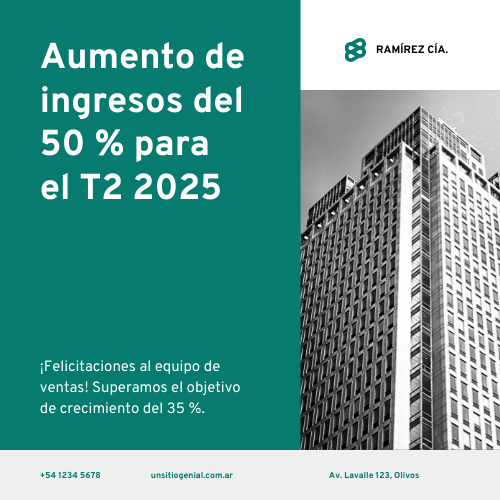 Aumento de
ingresos del
50 % para
el T2 2025
RAMÍREZ CÍA.
¡Felicitaciones al equipo de
ventas! Superamos el objetivo
de crecimiento del 35 %.
+54 1234 5678
unsitiogenial.com.ar
Av. Lavalle 123, Olivos